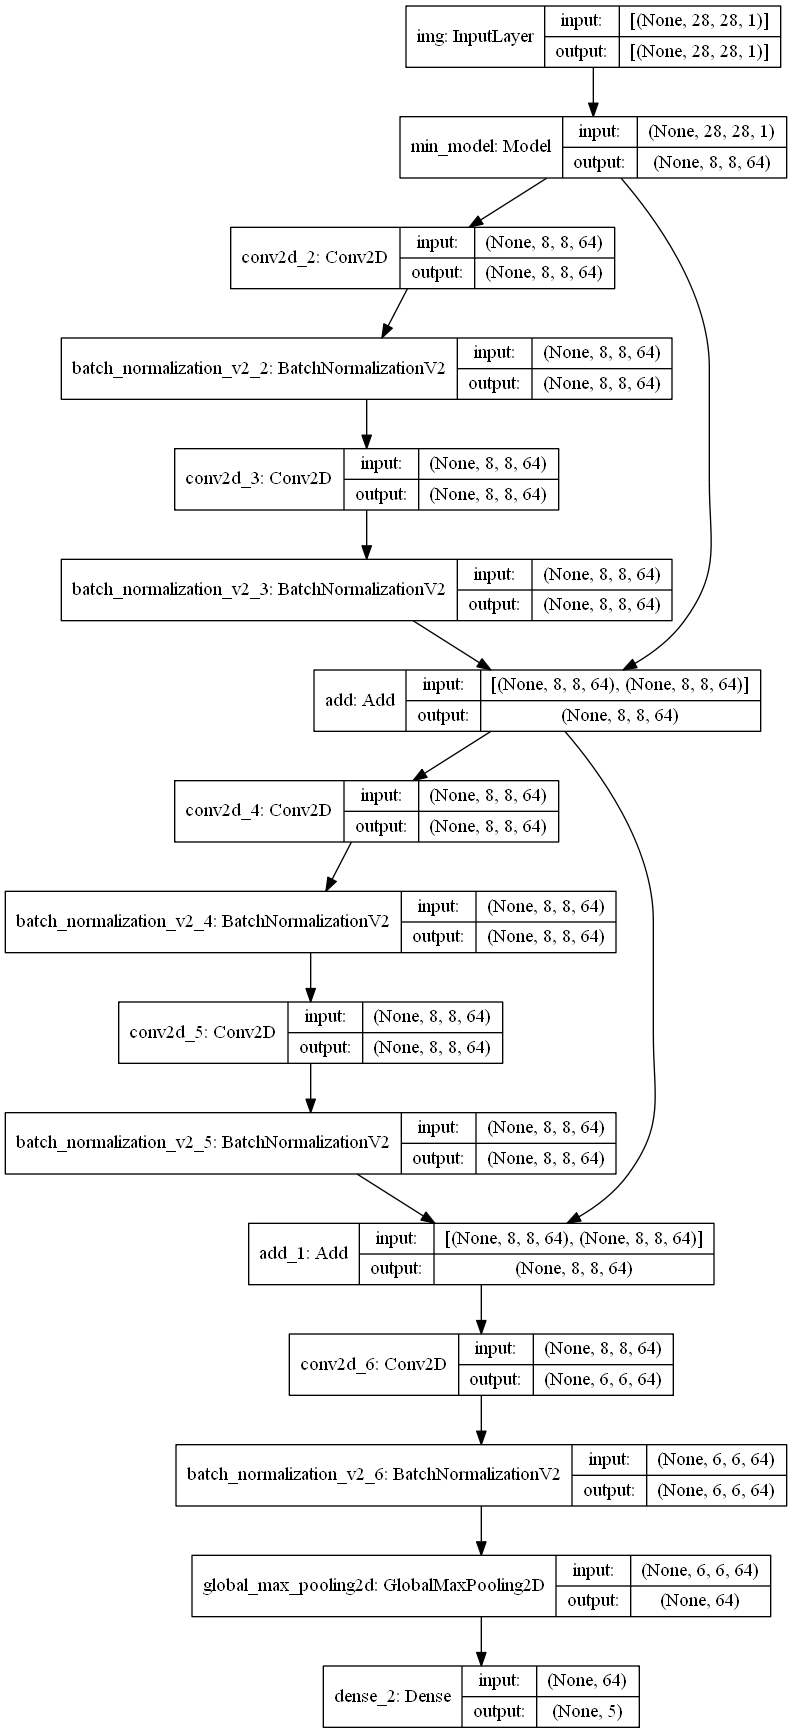 img: InputLayer
input: [(None, 28, 28, 1)]
output: [(None, 28, 28, 1)]
min_model: Model
input: (None, 28, 28, 1)
output: (None, 8, 8, 64)
conv2d_2: Conv2D
input: (None, 8, 8, 64)
output: (None, 8, 8, 64)
batch_normalization_v2_2: BatchNormalizationV2
input: (None, 8, 8, 64)
output: (None, 8, 8, 64)
conv2d_3: Conv2D
input: (None, 8, 8, 64)
output: (None, 8, 8, 64)
batch_normalization_v2_3: BatchNormalizationV2
input: (None, 8, 8, 64)
output: (None, 8, 8, 64)
add: Add
input: [(None, 8, 8, 64), (None, 8, 8, 64)]
output: (None, 8, 8, 64)
conv2d_4: Conv2D
input: (None, 8, 8, 64)
output: (None, 8, 8, 64)
batch_normalization_v2_4: BatchNormalizationV2
input: (None, 8, 8, 64)
output: (None, 8, 8, 64)
conv2d_5: Conv2D
input: (None, 8, 8, 64)
output: (None, 8, 8, 64)
batch_normalization_v2_5: BatchNormalizationV2
input: (None, 8, 8, 64)
output: (None, 8, 8, 64)
add_1: Add
input: [(None, 8, 8, 64), (None, 8, 8, 64)]
output: (None, 8, 8, 64)
conv2d_6: Conv2D
input: (None, 8, 8, 64)
output: (None, 6, 6, 64)
batch_normalization_v2_6: BatchNormalizationV2
input: (None, 6, 6, 64)
output: (None, 6, 6, 64)
global_max_pooling2d: GlobalMaxPooling2D
input: (None, 6, 6, 64)
output: (None, 64)
dense_2: Dense
input: (None, 64)
output: (None, 5)